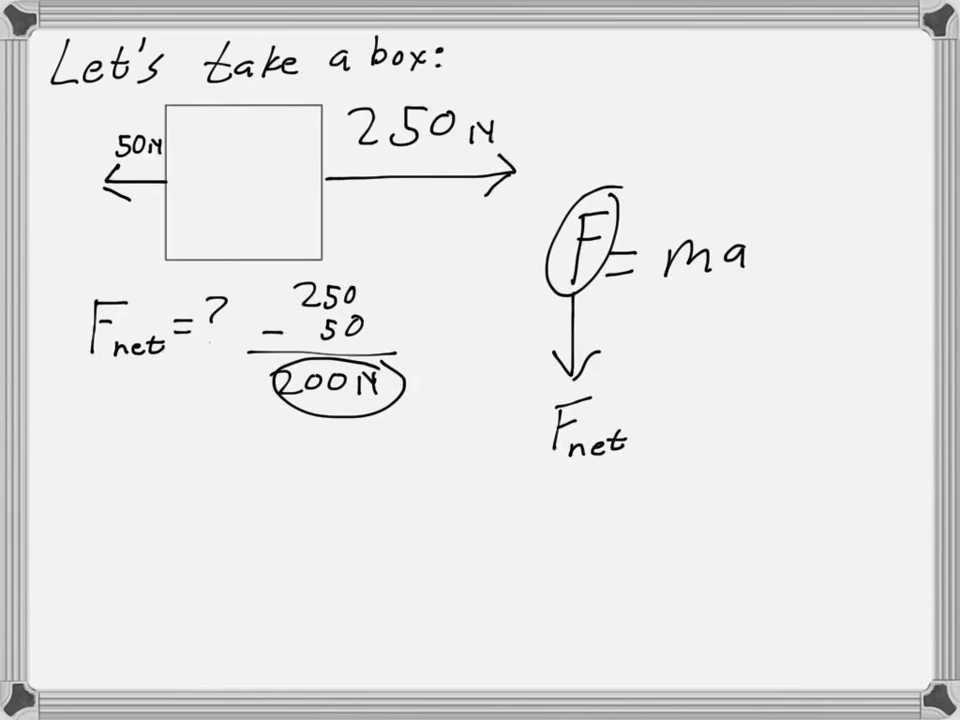 Let's take a box:
50N
250N
F = ma
Fnet = ?
250
- 50
200N
Fnet